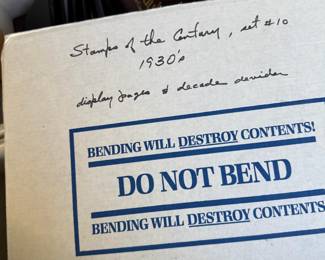 Stamps of the Century, set #10
1930's
display pages & decade devider
BENDING WILL DESTROY CONTENTS!
DO NOT BEND
BENDING WILL DESTROY CONTENTS